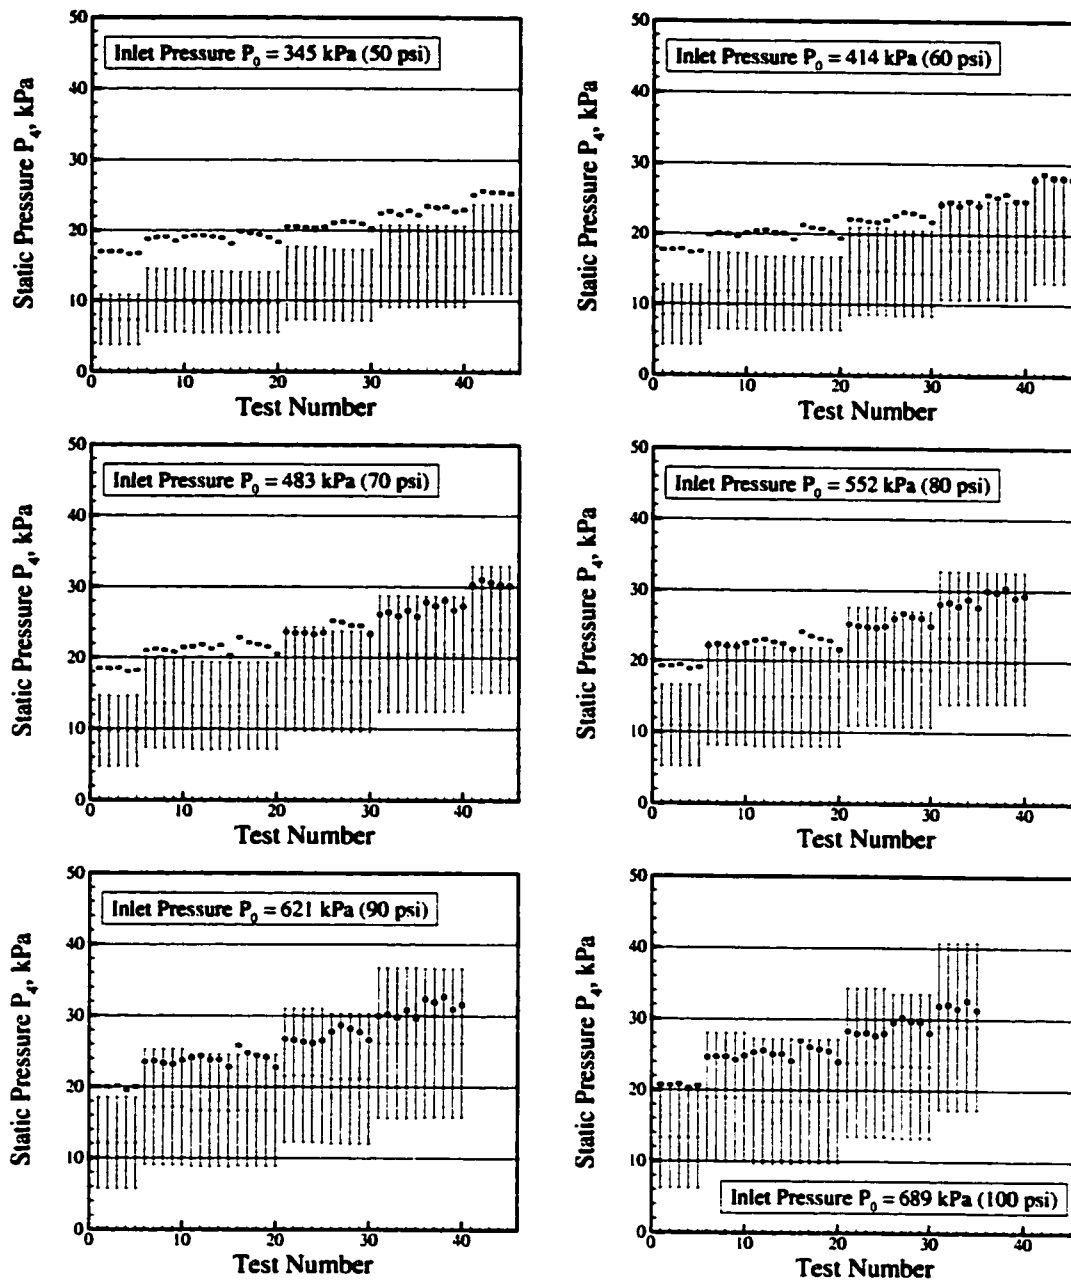 Inlet Pressure P0 = 345 kPa (50 psi)
Static Pressure P4, kPa
50
40
30
20
10
0
0 10 20 30 40
Test Number
Inlet Pressure P0 = 414 kPa (60 psi)
Static Pressure P4, kPa
50
40
30
20
10
0
0 10 20 30 40
Test Number
Inlet Pressure P0 = 483 kPa (70 psi)
Static Pressure P4, kPa
50
40
30
20
10
0
0 10 20 30 40
Test Number
Inlet Pressure P0 = 552 kPa (80 psi)
Static Pressure P4, kPa
50
40
30
20
10
0
0 10 20 30 40
Test Number
Inlet Pressure P0 = 621 kPa (90 psi)
Static Pressure P4, kPa
50
40
30
20
10
0
0 10 20 30 40
Test Number
Static Pressure P4, kPa
50
40
30
20
10
0
Inlet Pressure P0 = 689 kPa (100 psi)
0 10 20 30 40
Test Number